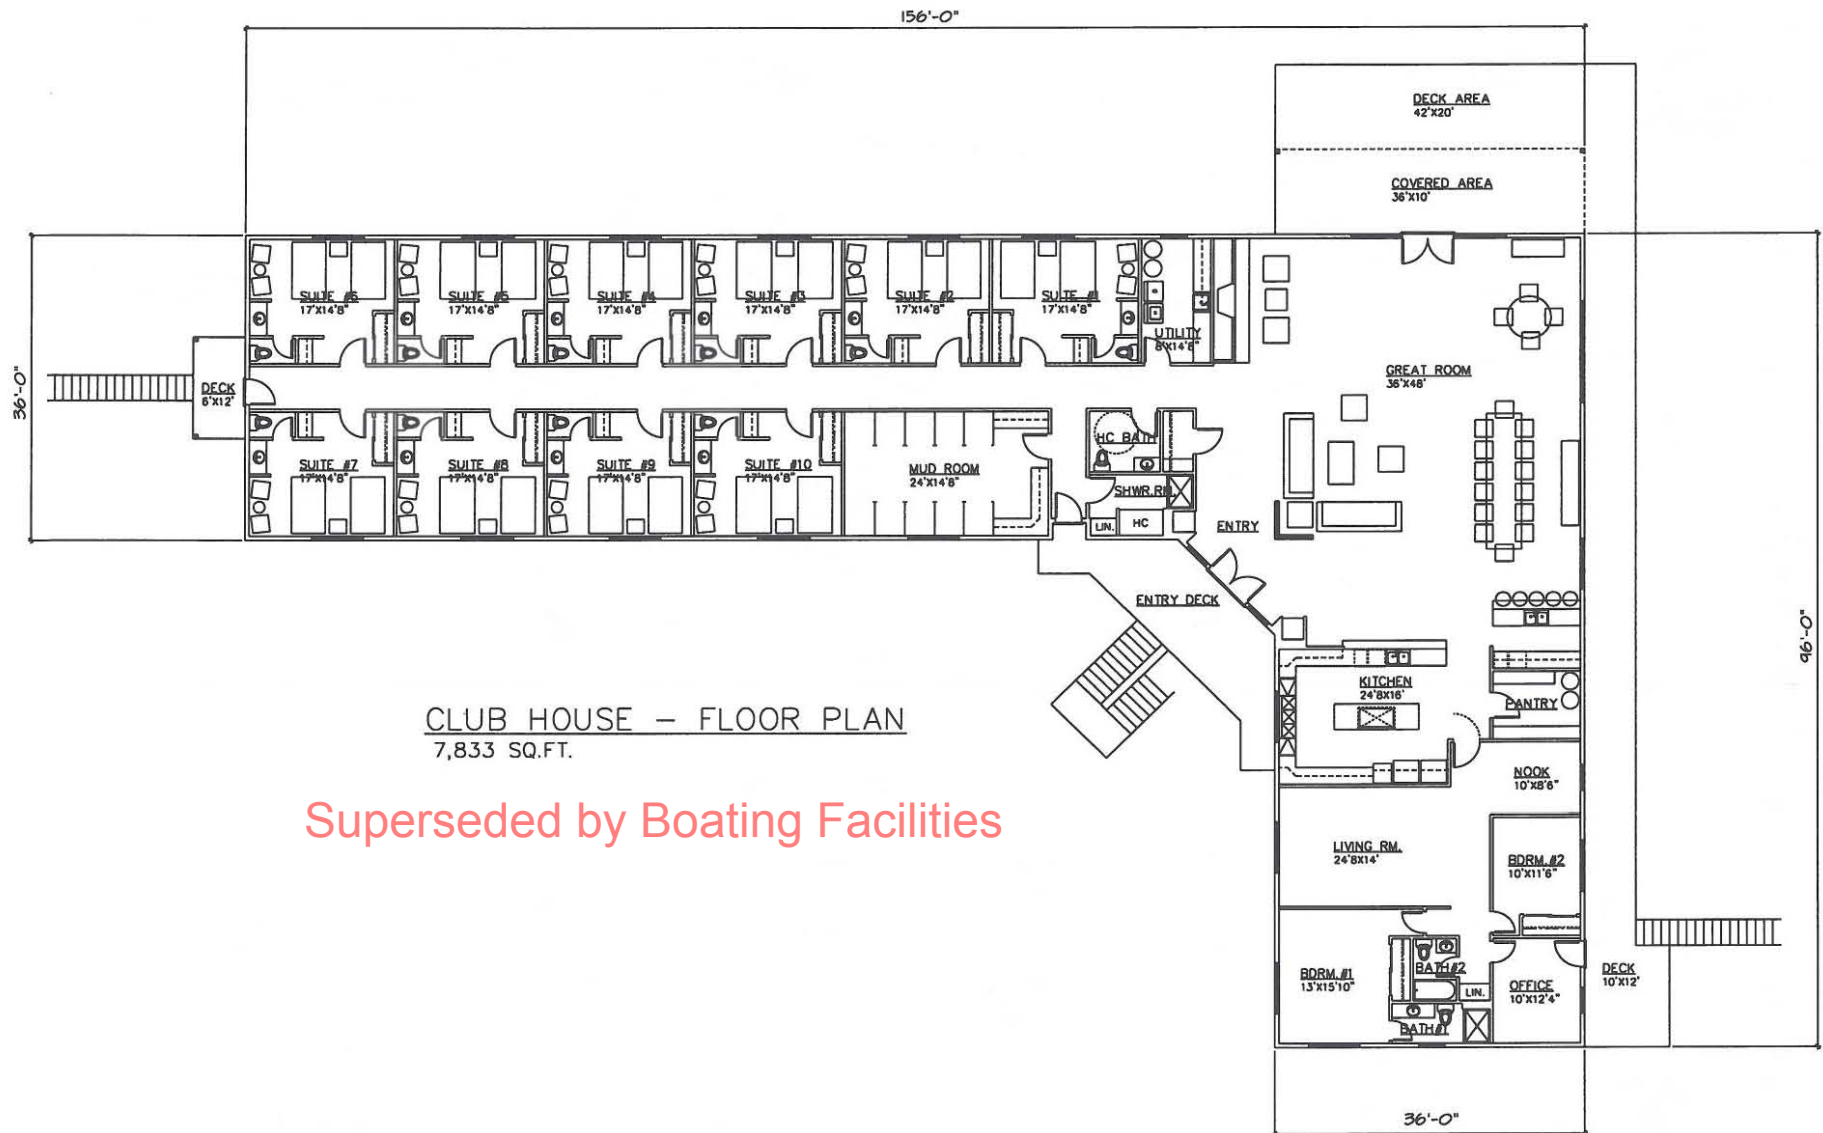 156'-0"
DECK AREA
42'X20'
COVERED AREA
36'X10'
36'-0"
SUITE #6
17'X14'8"
SUITE #5
17'X14'8"
SUITE #4
17'X14'8"
SUITE #3
17'X14'8"
SUITE #2
17'X14'8"
SUITE #1
17'X14'8"
UTILITY
8'X14'8"
GREAT ROOM
36'X48'
DECK
6'X12'
SUITE #7
17'X14'8"
SUITE #8
17'X14'8"
SUITE #9
17'X14'8"
SUITE #10
17'X14'8"
MUD ROOM
24'X14'8"
HC BATH
SHWR.RM.
LIN.
HC
ENTRY
ENTRY DECK
96'-0"
KITCHEN
24'8X16'
PANTRY
CLUB HOUSE – FLOOR PLAN
7,833 SQ.FT.
NOOK
10'X8'6"
Superseded by Boating Facilities
LIVING RM.
24'8X14'
BDRM.#2
10'X11'6"
BDRM.#1
13'X15'10"
BATH#2
LIN.
OFFICE
10'X12'4"
DECK
10'X12'
BATH#1
36'-0"